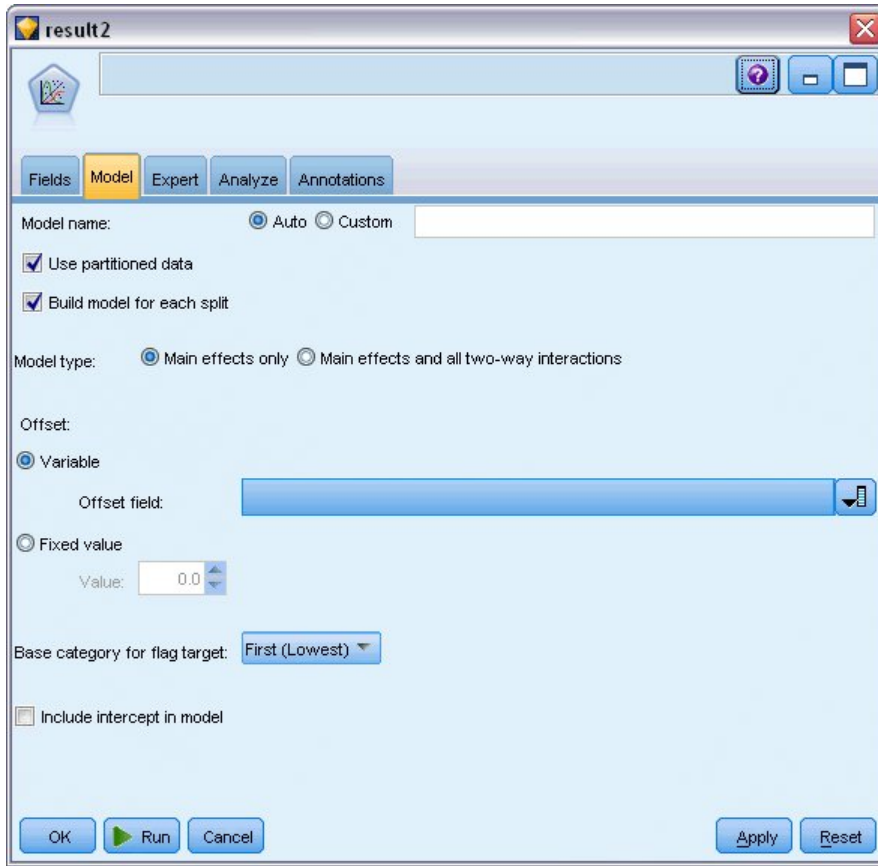 result2
Fields Model Expert Analyze Annotations
Model name: Auto Custom
Use partitioned data
Build model for each split
Model type: Main effects only Main effects and all two-way interactions
Offset:
Variable
Offset field:
Fixed value
Value: 0.0
Base category for flag target: First (Lowest)
Include intercept in model
OK Run Cancel Apply Reset